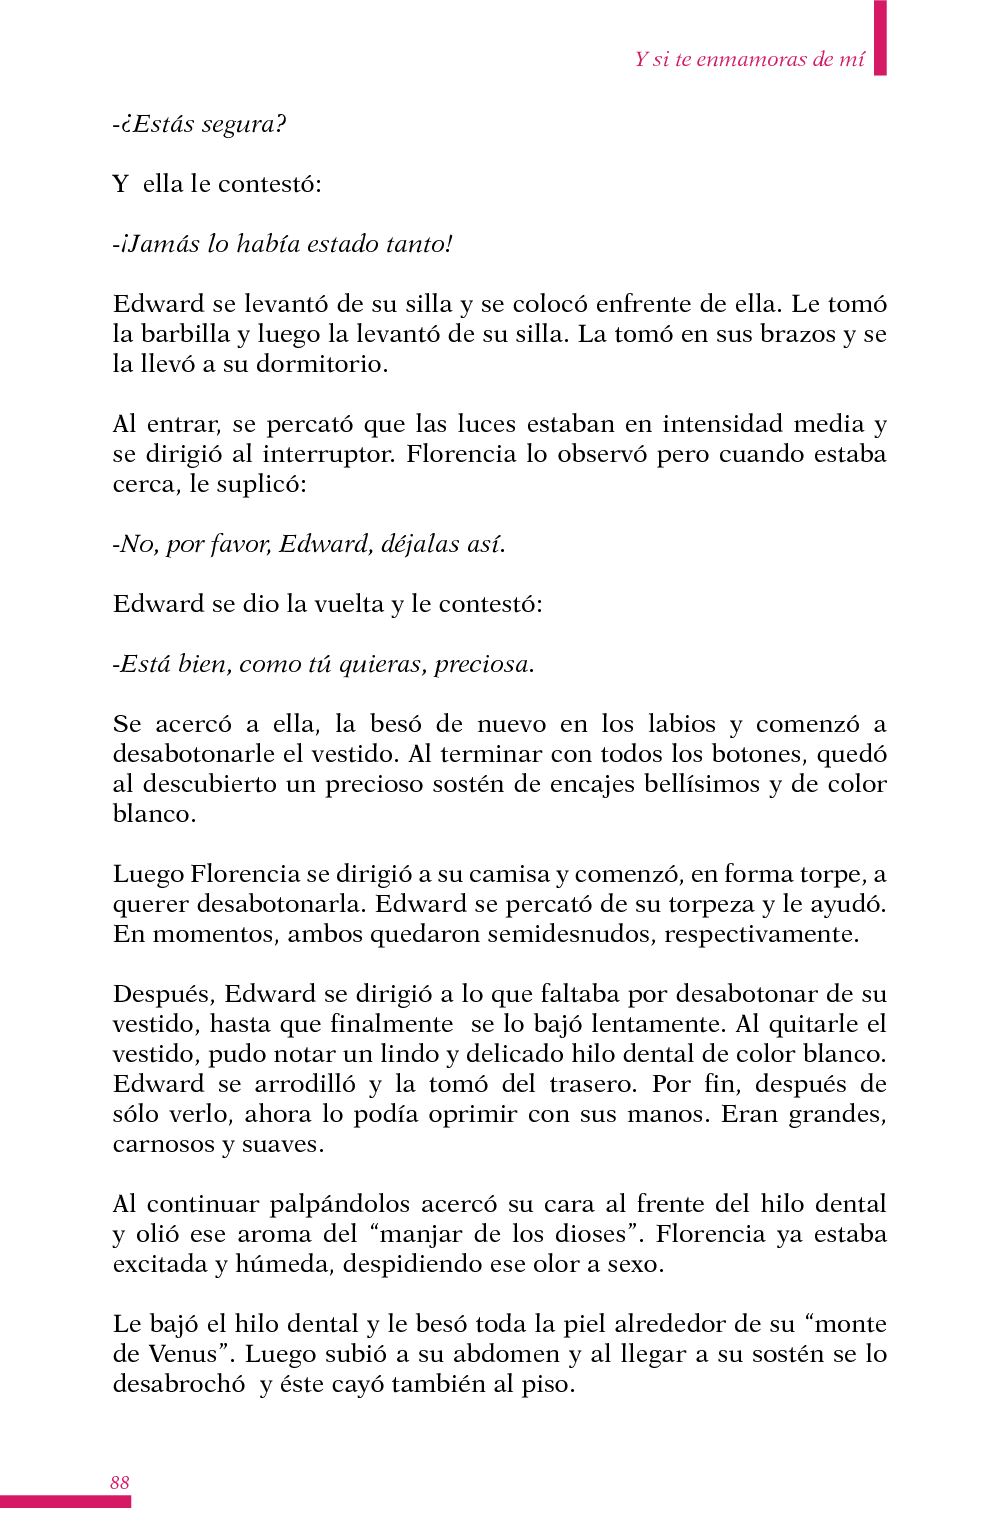 Y si te enmamoras de mí
-¿Estás segura?
Y  ella le contestó:
-¡Jamás lo había estado tanto!
Edward se levantó de su silla y se colocó enfrente de ella. Le tomó
la barbilla y luego la levantó de su silla. La tomó en sus brazos y se
la llevó a su dormitorio.
Al entrar, se percató que las luces estaban en intensidad media y
se dirigió al interruptor. Florencia lo observó pero cuando estaba
cerca, le suplicó:
-No, por favor, Edward, déjalas así.
Edward se dio la vuelta y le contestó:
-Está bien, como tú quieras, preciosa.
Se acercó a ella, la besó de nuevo en los labios y comenzó a
desabotonarle el vestido. Al terminar con todos los botones, quedó
al descubierto un precioso sostén de encajes bellísimos y de color
blanco.
Luego Florencia se dirigió a su camisa y comenzó, en forma torpe, a
querer desabotonarla. Edward se percató de su torpeza y le ayudó.
En momentos, ambos quedaron semidesnudos, respectivamente.
Después, Edward se dirigió a lo que faltaba por desabotonar de su
vestido, hasta que finalmente  se lo bajó lentamente. Al quitarle el
vestido, pudo notar un lindo y delicado hilo dental de color blanco.
Edward se arrodilló y la tomó del trasero. Por fin, después de
sólo verlo, ahora lo podía oprimir con sus manos. Eran grandes,
carnosos y suaves.
Al continuar palpándolos acercó su cara al frente del hilo dental
y olió ese aroma del “manjar de los dioses”. Florencia ya estaba
excitada y húmeda, despidiendo ese olor a sexo.
Le bajó el hilo dental y le besó toda la piel alrededor de su “monte
de Venus”. Luego subió a su abdomen y al llegar a su sostén se lo
desabrochó  y éste cayó también al piso.
88